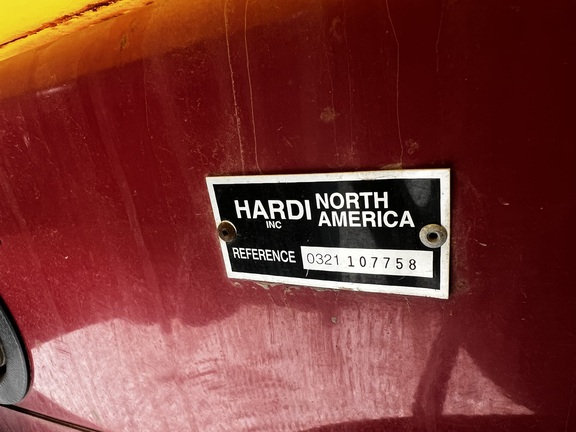 HARDI NORTH
INC AMERICA
REFERENCE 0321 107758